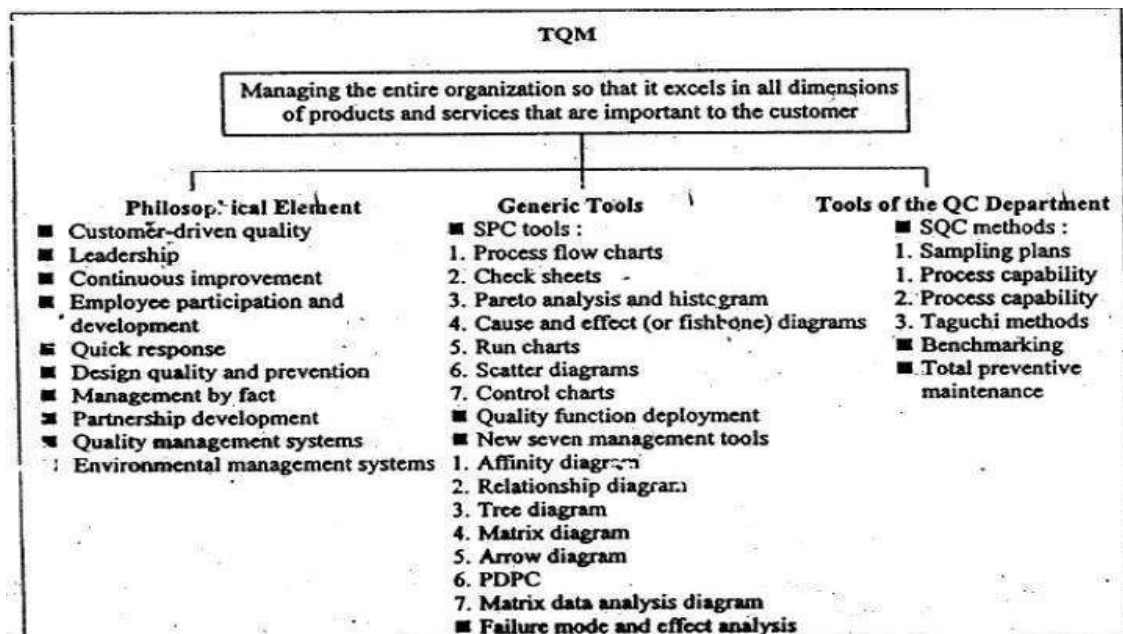 TQM
Managing the entire organization so that it excels in all dimensions
of products and services that are important to the customer
Philosophical Element
■ Customer-driven quality
■ Leadership
■ Continuous improvement
■ Employee participation and
development
■ Quick response
■ Design quality and prevention
■ Management by fact
■ Partnership development
■ Quality management systems
Environmental management systems
Generic Tools
■ SPC tools :
1. Process flow charts
2. Check sheets
3. Pareto analysis and histogram
4. Cause and effect (or fishbone) diagrams
5. Run charts
6. Scatter diagrams
7. Control charts
■ Quality function deployment
■ New seven management tools
1. Affinity diagram
2. Relationship diagram
3. Tree diagram
4. Matrix diagram
5. Arrow diagram
6. PDPC
7. Matrix data analysis diagram
■ Failure mode and effect analysis
Tools of the QC Department
■ SQC methods :
1. Sampling plans
1. Process capability
2. Process capability
3. Taguchi methods
■ Benchmarking
■ Total preventive
maintenance